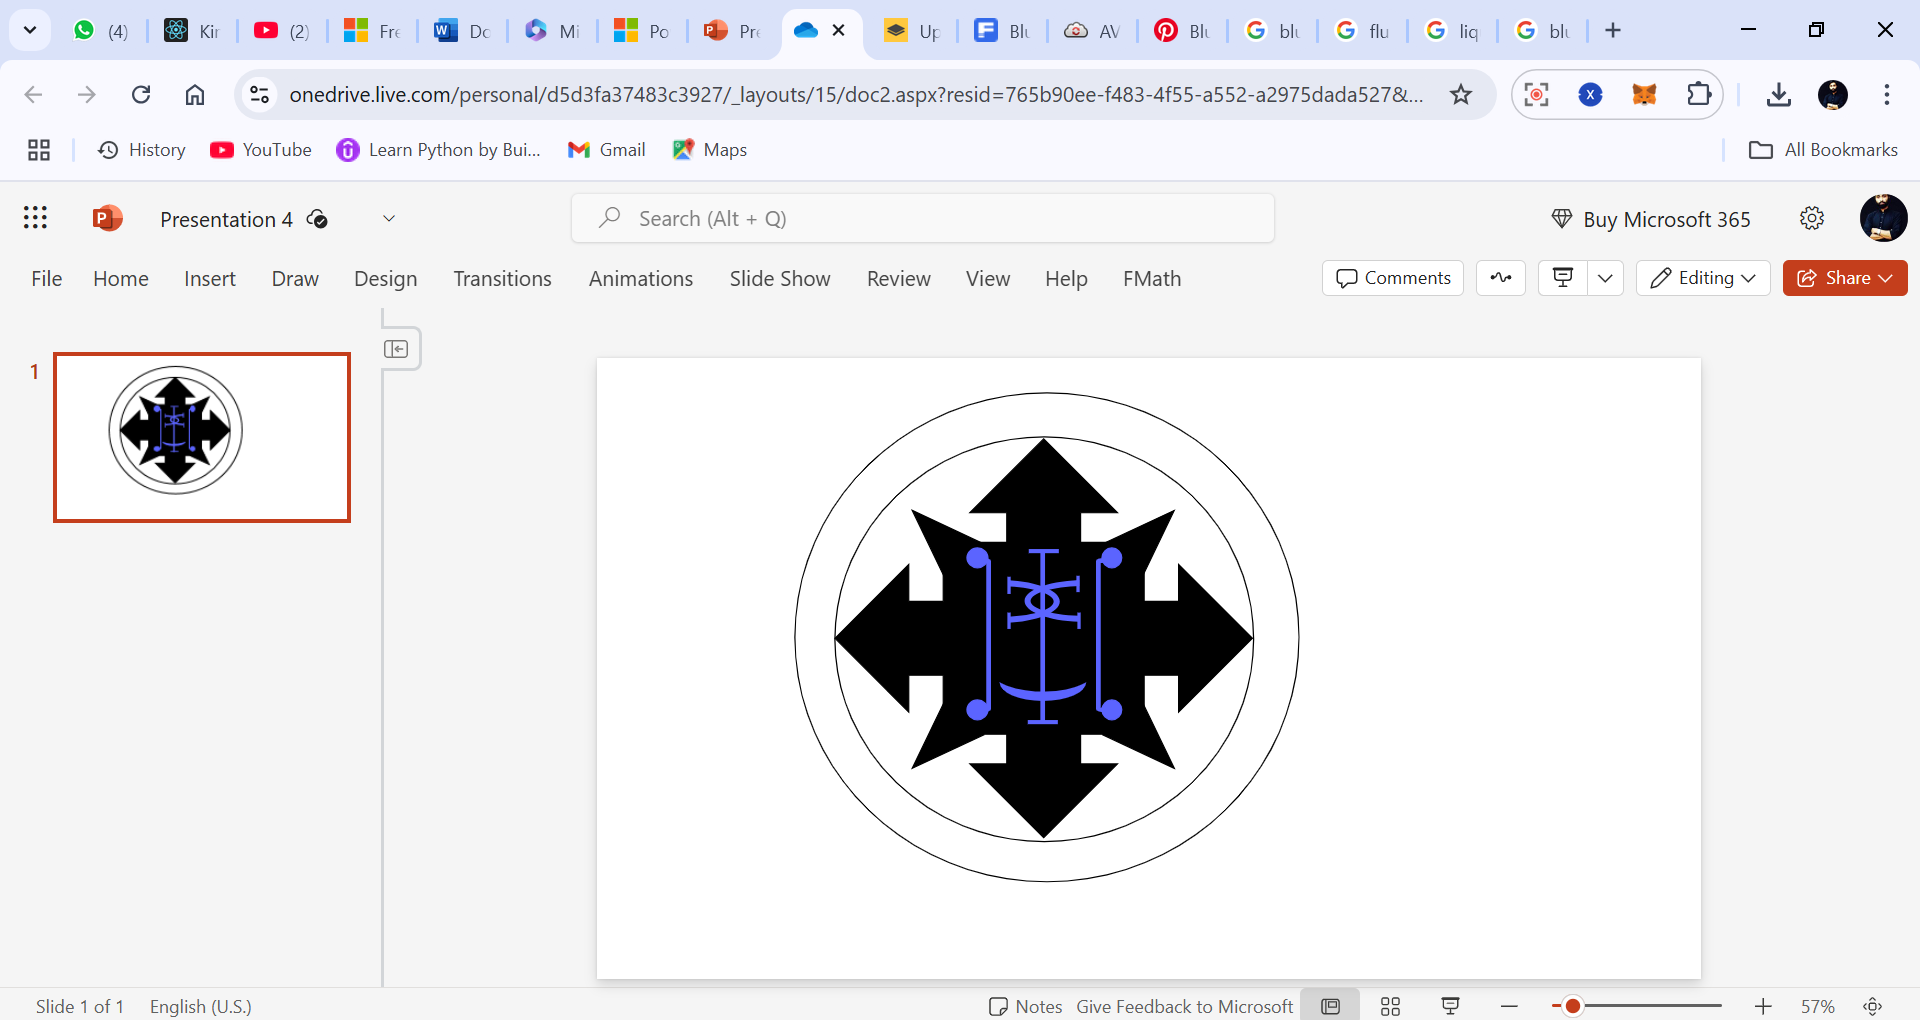 (4)
Kir
(2)
Fre
Do
Mi
Po
Pre
Up
Blu
AV
Blu
blu
flu
liq
blu
onedrive.live.com/personal/d5d3fa37483c3927/_layouts/15/doc2.aspx?resid=765b90ee-f483-4f55-a552-a2975dada527&...
X
History
YouTube
Learn Python by Bui...
Gmail
Maps
All Bookmarks
Presentation 4
Search (Alt + Q)
Buy Microsoft 365
File Home Insert Draw Design Transitions Animations Slide Show Review View Help FMath
Comments
Editing
Share
1
Slide 1 of 1
English (U.S.)
Notes
Give Feedback to Microsoft
57%